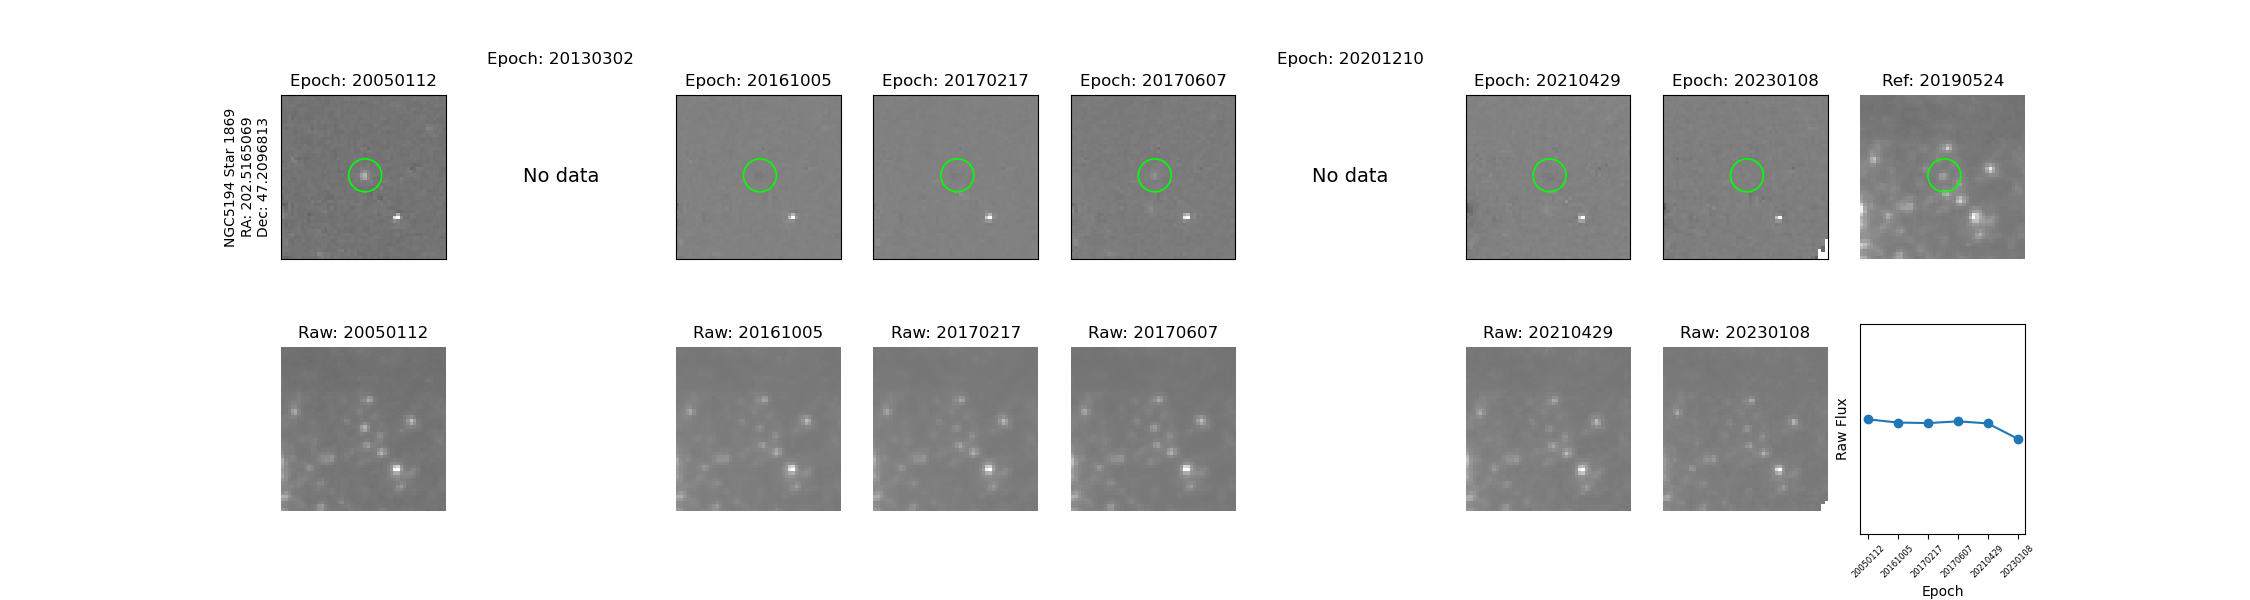 Epoch: 20130302
Epoch: 20201210
Epoch: 20050112
Epoch: 20161005
Epoch: 20170217
Epoch: 20170607
Epoch: 20210429
Epoch: 20230108
Ref: 20190524
NGC5194 Star 1869
RA: 202.5165069
Dec: 47.2096813
No data
No data
Raw: 20050112
Raw: 20161005
Raw: 20170217
Raw: 20170607
Raw: 20210429
Raw: 20230108
Raw Flux
20050112
20161005
20170217
20170607
20210429
20230108
Epoch